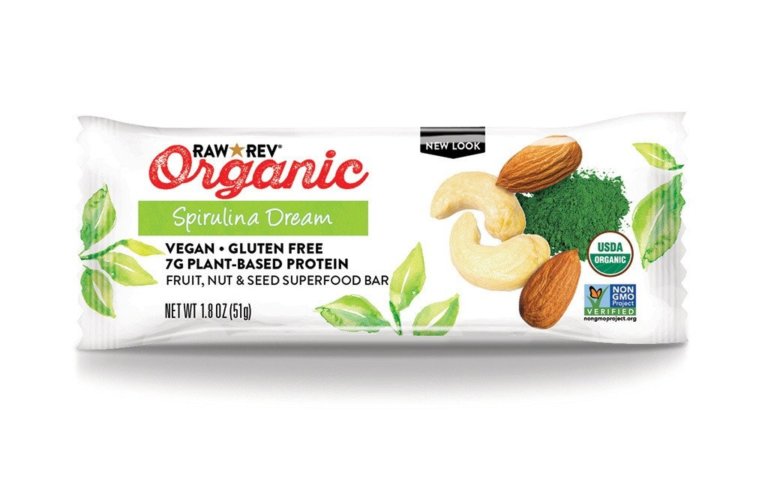 RAW★REV®
Organic
Spirulina Dream
VEGAN • GLUTEN FREE
7G PLANT-BASED PROTEIN
FRUIT, NUT & SEED SUPERFOOD BAR
NET WT 1.8 OZ (51g)
NEW LOOK
USDA
ORGANIC
NON
GMO
Project
VERIFIED
nongmoproject.org